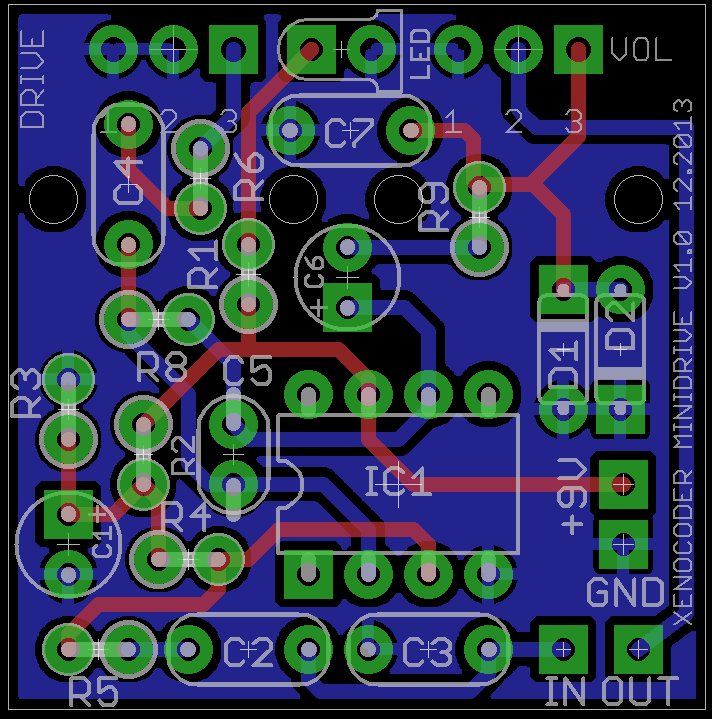 DRIVE
LED
VOL
1 2 3
C7
1 2 3
C4
R6
R9
R1
C6
+
R8
C5
D1
D2
R3
R2
IC1
+9V
C1
+
R4
GND
C2
C3
R5
IN
OUT
XENOCODER MINIDRIVE V1.0 12.2013